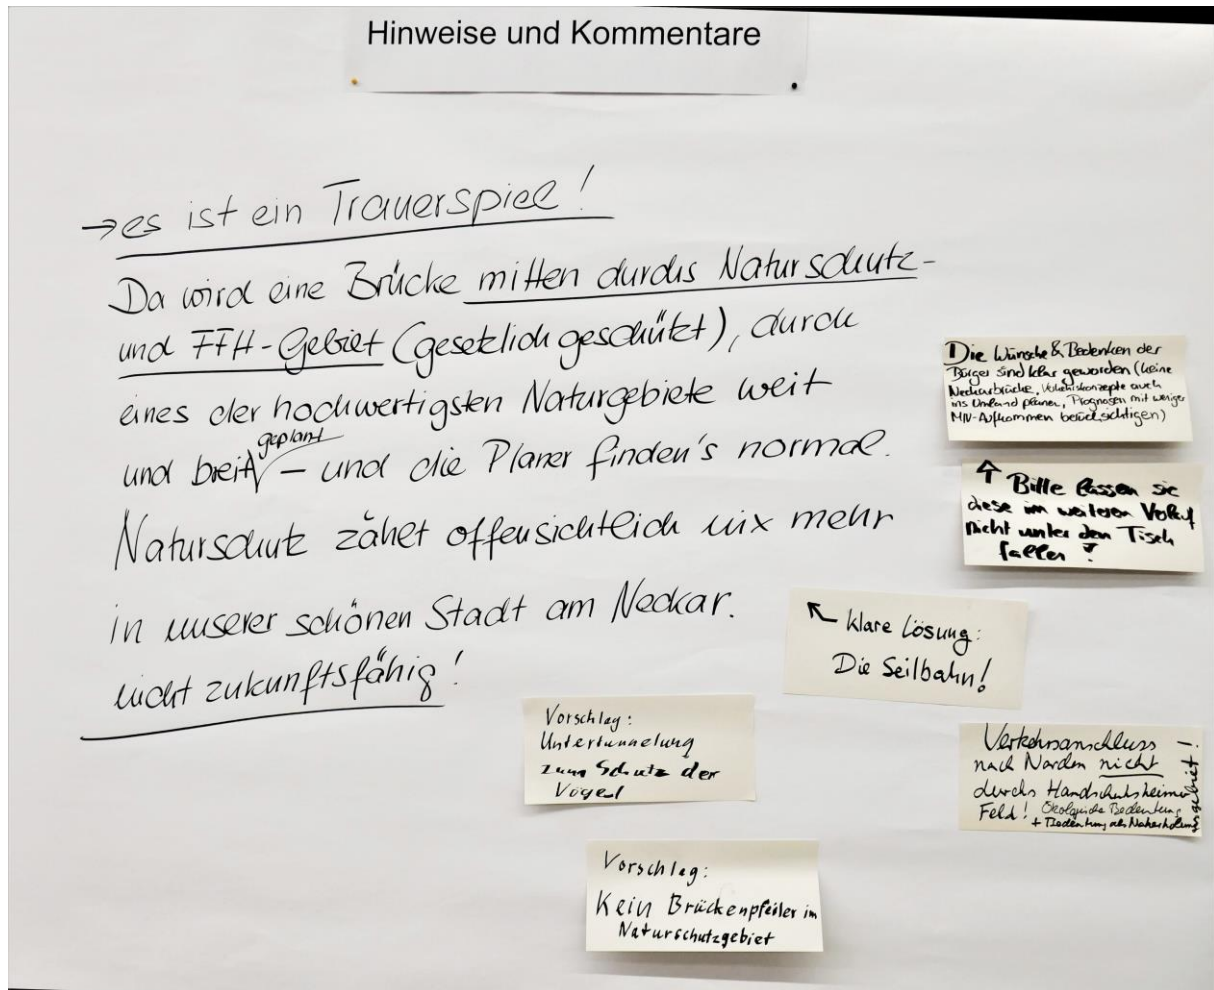 Hinweise und Kommentare
→ es ist ein Trauerspiel!
Da wird eine Brücke mitten durchs Naturschutz-
und FFH-Gebiet (gesetzlich geschützt), durch
eines der hochwertigsten Naturgebiete weit
geplant
und breit – und die Planer finden's normal.
Naturschutz zählt offensichtlich nix mehr
in unserer schönen Stadt am Neckar.
nicht zukunftsfähig!
Die Wünsche & Bedenken der
Bürger sind klar geworden (keine
Neckarbrücke, Verkehrskonzepte auch
ins Umland planen, Prognosen mit weniger
MIV-Aufkommen berücksichtigen)
↑ Bitte lassen sie
diese im weiteren Verlauf
nicht unter den Tisch
fallen!
↖ klare Lösung:
Die Seilbahn!
Vorschlag:
Untertunnelung
zum Schutz der
Vögel
Verkehrsanschluss
nach Norden nicht
durchs Handschuhsheimer
Feld! Ökologische Bedeutung
+ Bedeutung als Naherholungsgebiet!
Vorschlag:
Kein Brückenpfeiler im
Naturschutzgebiet